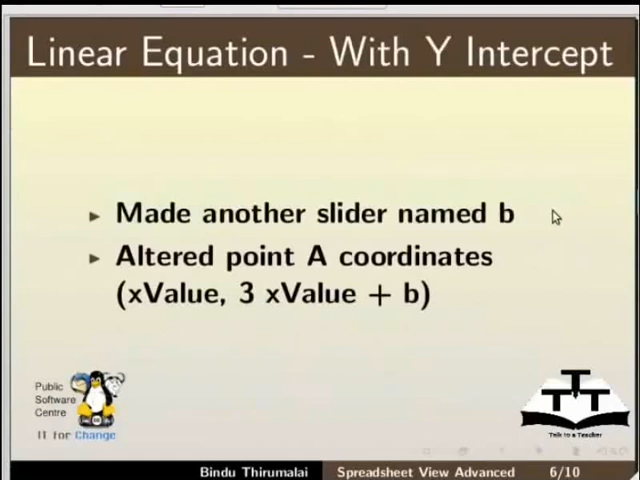 Linear Equation - With Y Intercept
Made another slider named b
Altered point A coordinates
(xValue, 3 xValue + b)
Public
Software
Centre
IT for Change
TTT
Talk to a Teacher
Bindu Thirumalai Spreadsheet View Advanced 6/10